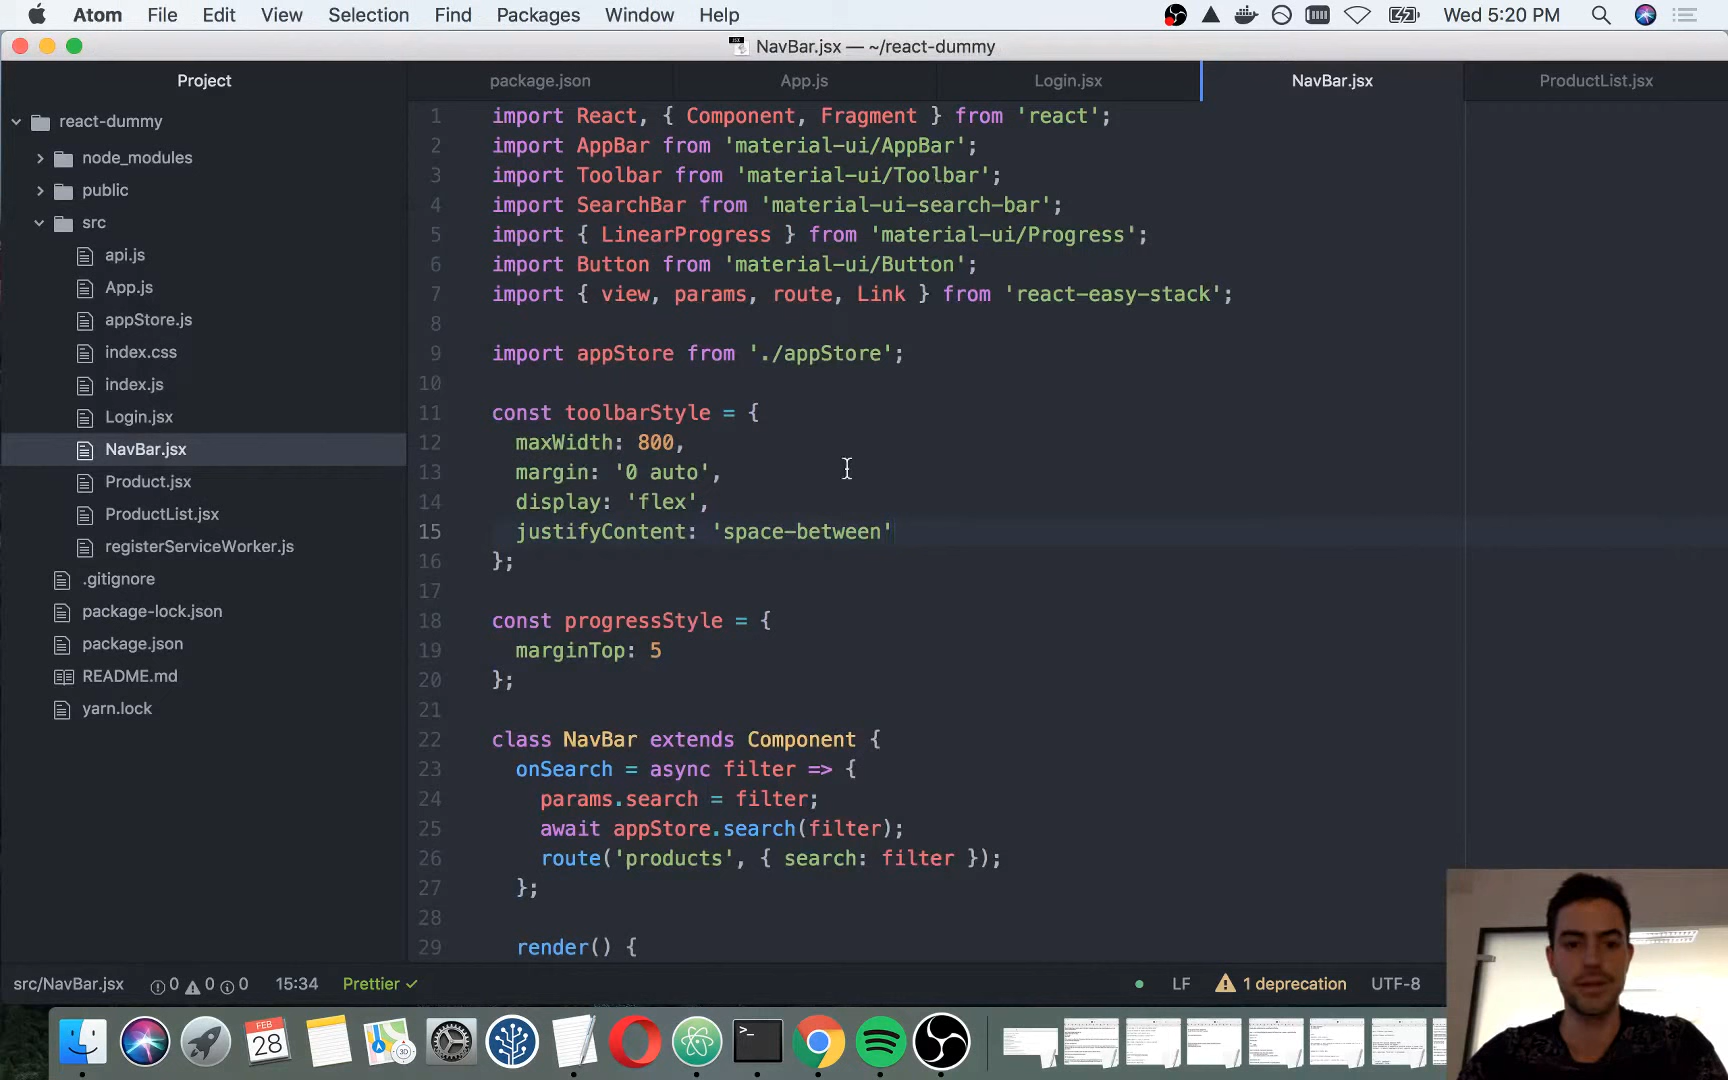 Atom File Edit View Selection Find Packages Window Help Wed 5:20 PM
NavBar.jsx — ~/react-dummy
Project package.json App.js Login.jsx NavBar.jsx ProductList.jsx
react-dummy
node_modules
public
src
api.js
App.js
appStore.js
index.css
index.js
Login.jsx
NavBar.jsx
Product.jsx
ProductList.jsx
registerServiceWorker.js
.gitignore
package-lock.json
package.json
README.md
yarn.lock
1 import React, { Component, Fragment } from 'react';
2 import AppBar from 'material-ui/AppBar';
3 import Toolbar from 'material-ui/Toolbar';
4 import SearchBar from 'material-ui-search-bar';
5 import { LinearProgress } from 'material-ui/Progress';
6 import Button from 'material-ui/Button';
7 import { view, params, route, Link } from 'react-easy-stack';
8
9 import appStore from './appStore';
10
11 const toolbarStyle = {
12 maxWidth: 800,
13 margin: '0 auto',
14 display: 'flex',
15 justifyContent: 'space-between'
16 };
17
18 const progressStyle = {
19 marginTop: 5
20 };
21
22 class NavBar extends Component {
23 onSearch = async filter => {
24 params.search = filter;
25 await appStore.search(filter);
26 route('products', { search: filter });
27 };
28
29 render() {
src/NavBar.jsx 0 0 0 15:34 Prettier LF 1 deprecation UTF-8
FEB
28